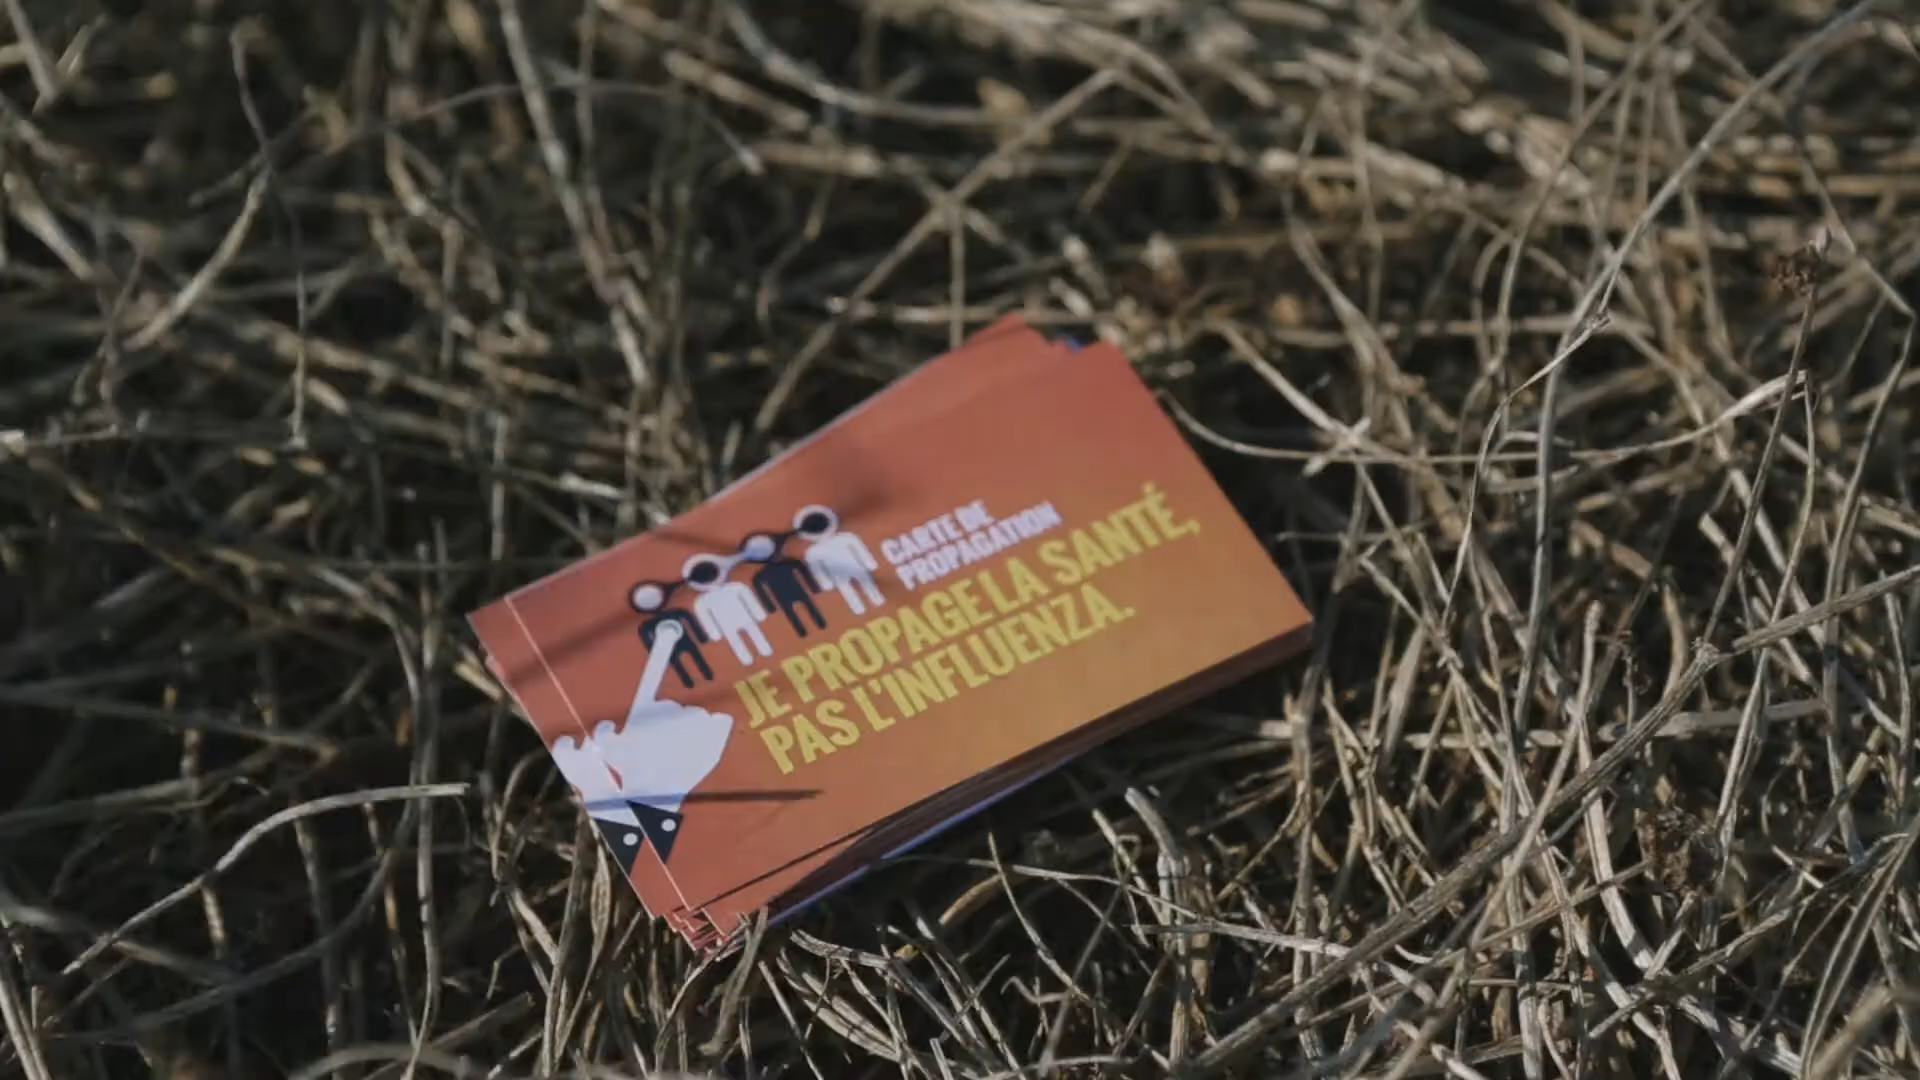 CARTE DE
PROPAGATION
JE PROPAGE LA SANTÉ,
PAS L'INFLUENZA.